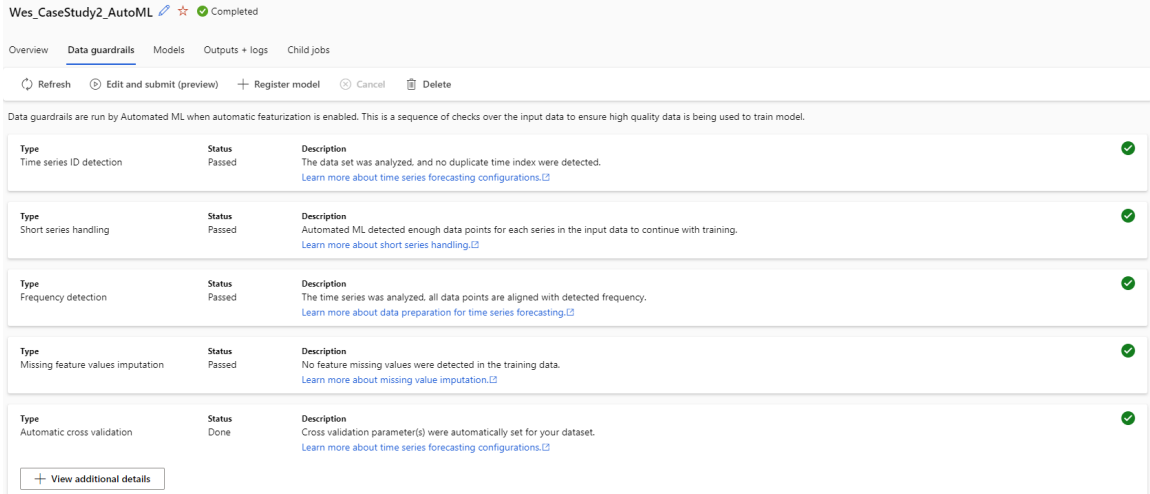 Wes_CaseStudy2_AutoML Completed
Overview Data guardrails Models Outputs + logs Child jobs
Refresh Edit and submit (preview) Register model Cancel Delete
Data guardrails are run by Automated ML when automatic featurization is enabled. This is a sequence of checks over the input data to ensure high quality data is being used to train model.
Type Status Description
Time series ID detection Passed The data set was analyzed, and no duplicate time index were detected.
Learn more about time series forecasting configurations.
Type Status Description
Short series handling Passed Automated ML detected enough data points for each series in the input data to continue with training.
Learn more about short series handling.
Type Status Description
Frequency detection Passed The time series was analyzed, all data points are aligned with detected frequency.
Learn more about data preparation for time series forecasting.
Type Status Description
Missing feature values imputation Passed No feature missing values were detected in the training data.
Learn more about missing value imputation.
Type Status Description
Automatic cross validation Done Cross validation parameter(s) were automatically set for your dataset.
Learn more about time series forecasting configurations.
+ View additional details